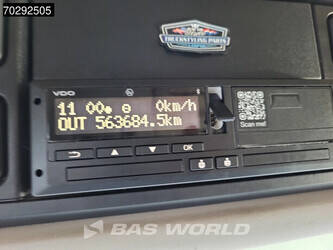 70292505
TRUCKSTYLING PARTS
VDO
11 00 0km/h
OUT 563684.5km
OK
Scan me!
BAS WORLD